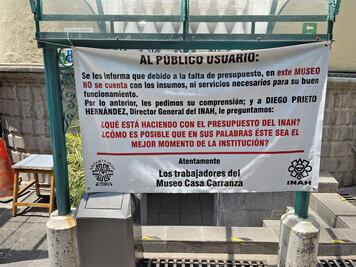 AL PÚBLICO USUARIO:
Se les informa que debido a la falta de presupuesto, en este MUSEO
NO se cuenta con los insumos, ni servicios necesarios para su buen
funcionamiento.
Por lo anterior, les pedimos su comprensión; y a DIEGO PRIETO
HERNÁNDEZ, Director General del INAH, le preguntamos:
¿QUÉ ESTÁ HACIENDO CON EL PRESUPUESTO DEL INAH?
¿CÓMO ES POSIBLE QUE EN SUS PALABRAS ÉSTE SEA EL
MEJOR MOMENTO DE LA INSTITUCIÓN?
Atentamente
Los trabajadores del
Museo Casa Carranza
INAH